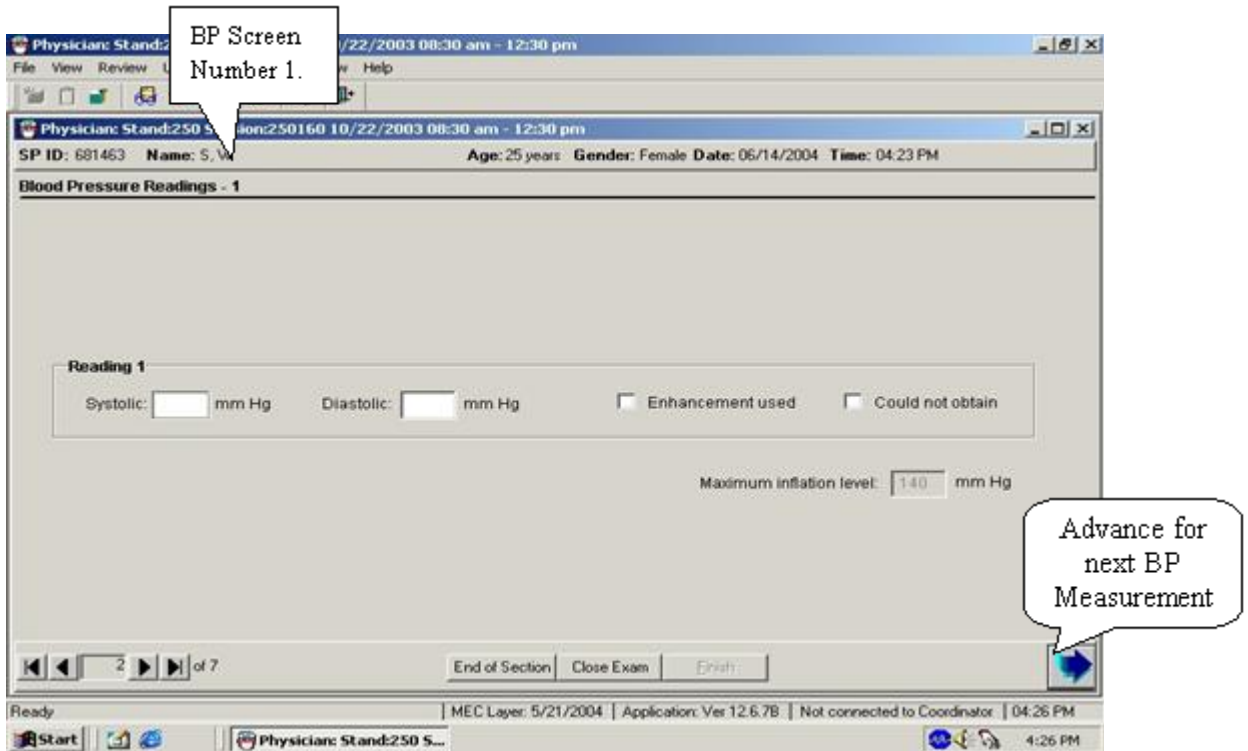 BP Screen
Number 1.
Physician: Stand:2 /22/2003 08:30 am - 12:30 pm
File View Review Help
Physician: Stand:250 S ion:250160 10/22/2003 08:30 am - 12:30 pm
SP ID: 681463 Name: S, Age: 25 years Gender: Female Date: 06/14/2004 Time: 04:23 PM
Blood Pressure Readings - 1
Reading 1
Systolic: mm Hg Diastolic: mm Hg Enhancement used Could not obtain
Maximum inflation level: 140 mm Hg
Advance for
next BP
Measurement
2 of 7 End of Section Close Exam Finish
Ready MEC Layer: 5/21/2004 Application: Ver 12.6.78 Not connected to Coordinator 04:26 PM
Start Physician: Stand:250 S... 4:26 PM